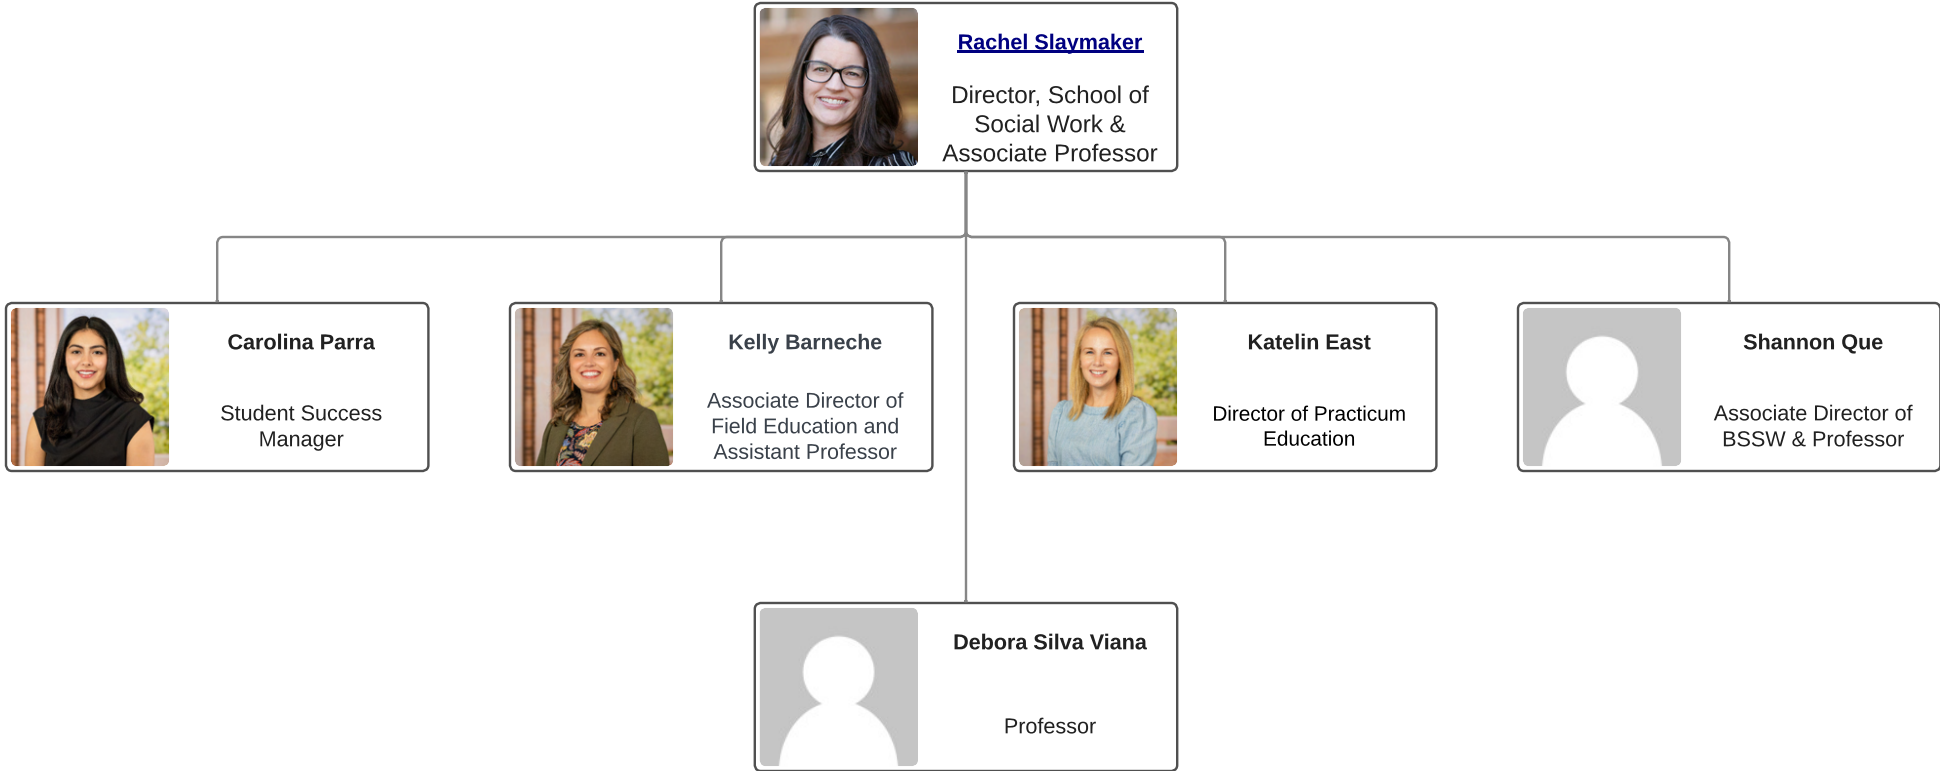 Rachel Slaymaker
Director, School of
Social Work &
Associate Professor
Carolina Parra
Student Success
Manager
Kelly Barneche
Associate Director of
Field Education and
Assistant Professor
Katelin East
Director of Practicum
Education
Shannon Que
Associate Director of
BSSW & Professor
Debora Silva Viana
Professor